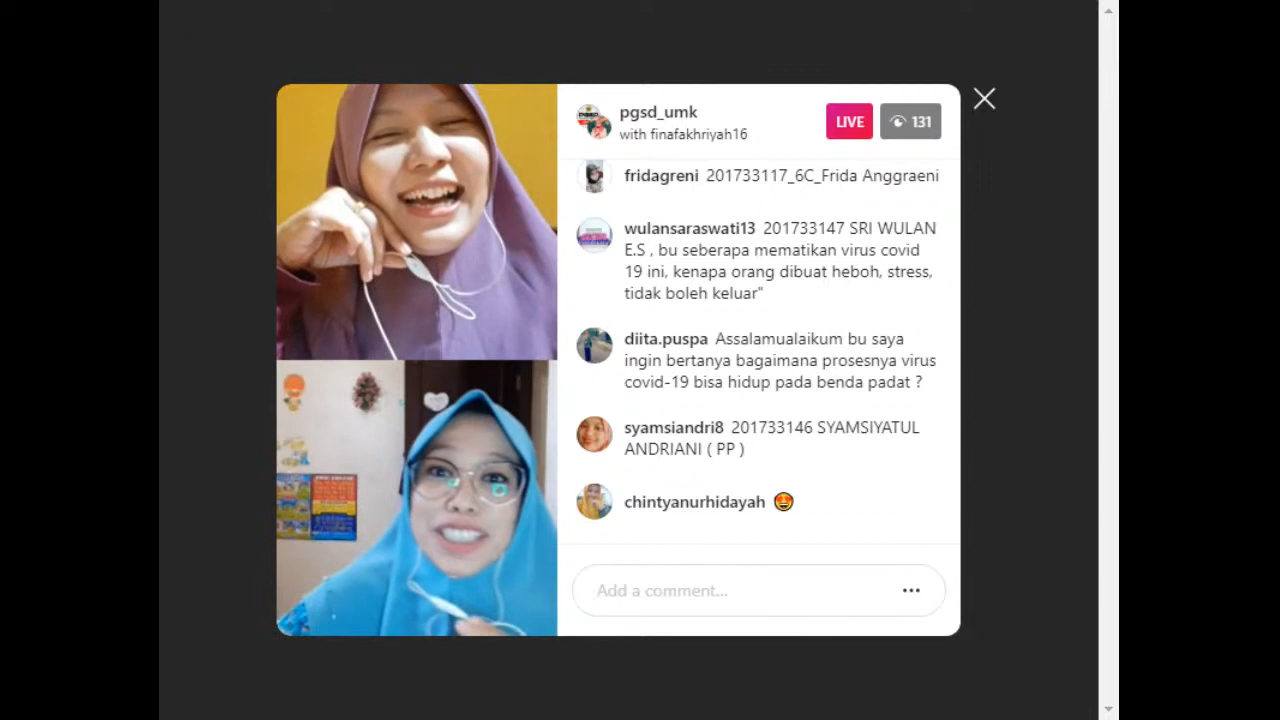 pgsd_umk
with finafakhriyah16
LIVE
131
fridagreni 201733117_6C_Frida Anggraeni
wulansaraswati13 201733147 SRI WULAN
E.S , bu seberapa mematikan virus covid
19 ini, kenapa orang dibuat heboh, stress,
tidak boleh keluar"
diita.puspa Assalamualaikum bu saya
ingin bertanya bagaimana prosesnya virus
covid-19 bisa hidup pada benda padat ?
syamsiandri8 201733146 SYAMSIYATUL
ANDRIANI ( PP )
chintyanurhidayah 🤩
Add a comment...